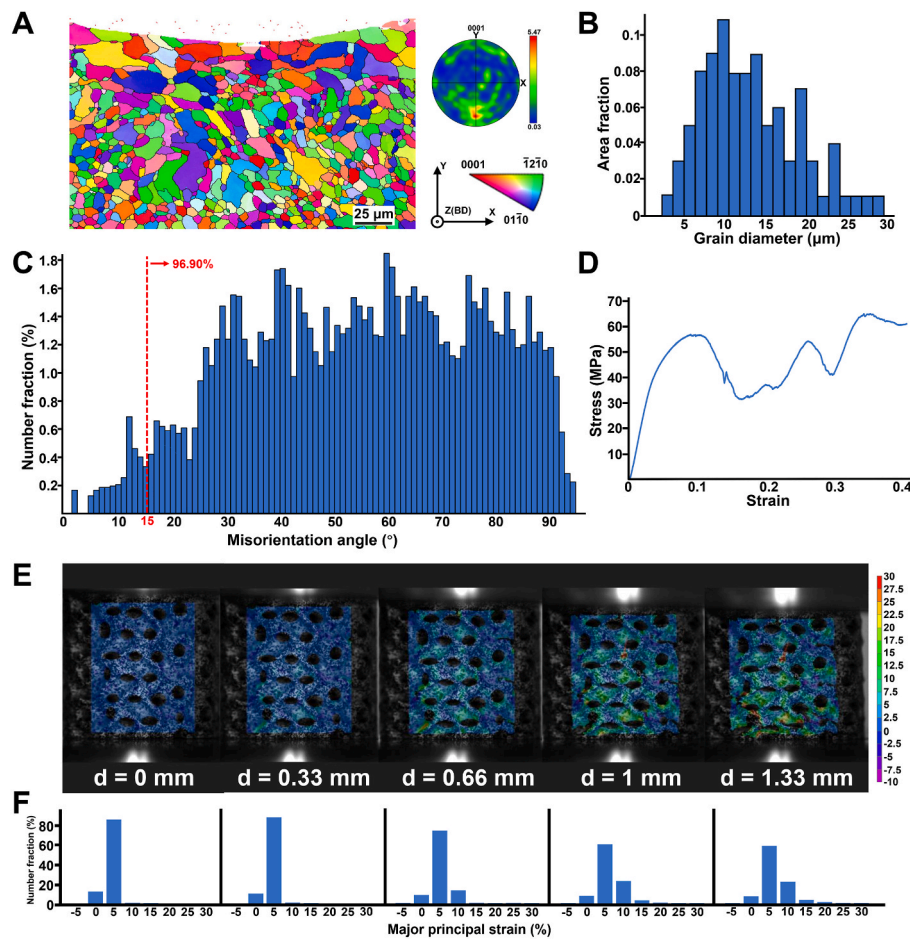 A
25 µm
0001
Y
X
5.47
0.03
Y
Z(BD)
X
0001
1̅21̅0
011̅0
B
Area fraction
0.1
0.08
0.06
0.04
0.02
0
5 10 15 20 25 30
Grain diameter (µm)
C
Number fraction (%)
1.8
1.6
1.4
1.2
1.0
0.8
0.6
0.4
0.2
96.90%
0 10 15 20 30 40 50 60 70 80 90
Misorientation angle (°)
D
Stress (MPa)
70
60
50
40
30
20
10
0 0.1 0.2 0.3 0.4
Strain
E
d = 0 mm
d = 0.33 mm
d = 0.66 mm
d = 1 mm
d = 1.33 mm
30
27.5
25
22.5
20
17.5
15
12.5
10
7.5
5
2.5
0
-2.5
-5
-7.5
-10
F
Number fraction (%)
80
60
40
20
0
-5 0 5 10 15 20 25 30
-5 0 5 10 15 20 25 30
-5 0 5 10 15 20 25 30
-5 0 5 10 15 20 25 30
-5 0 5 10 15 20 25 30
Major principal strain (%)